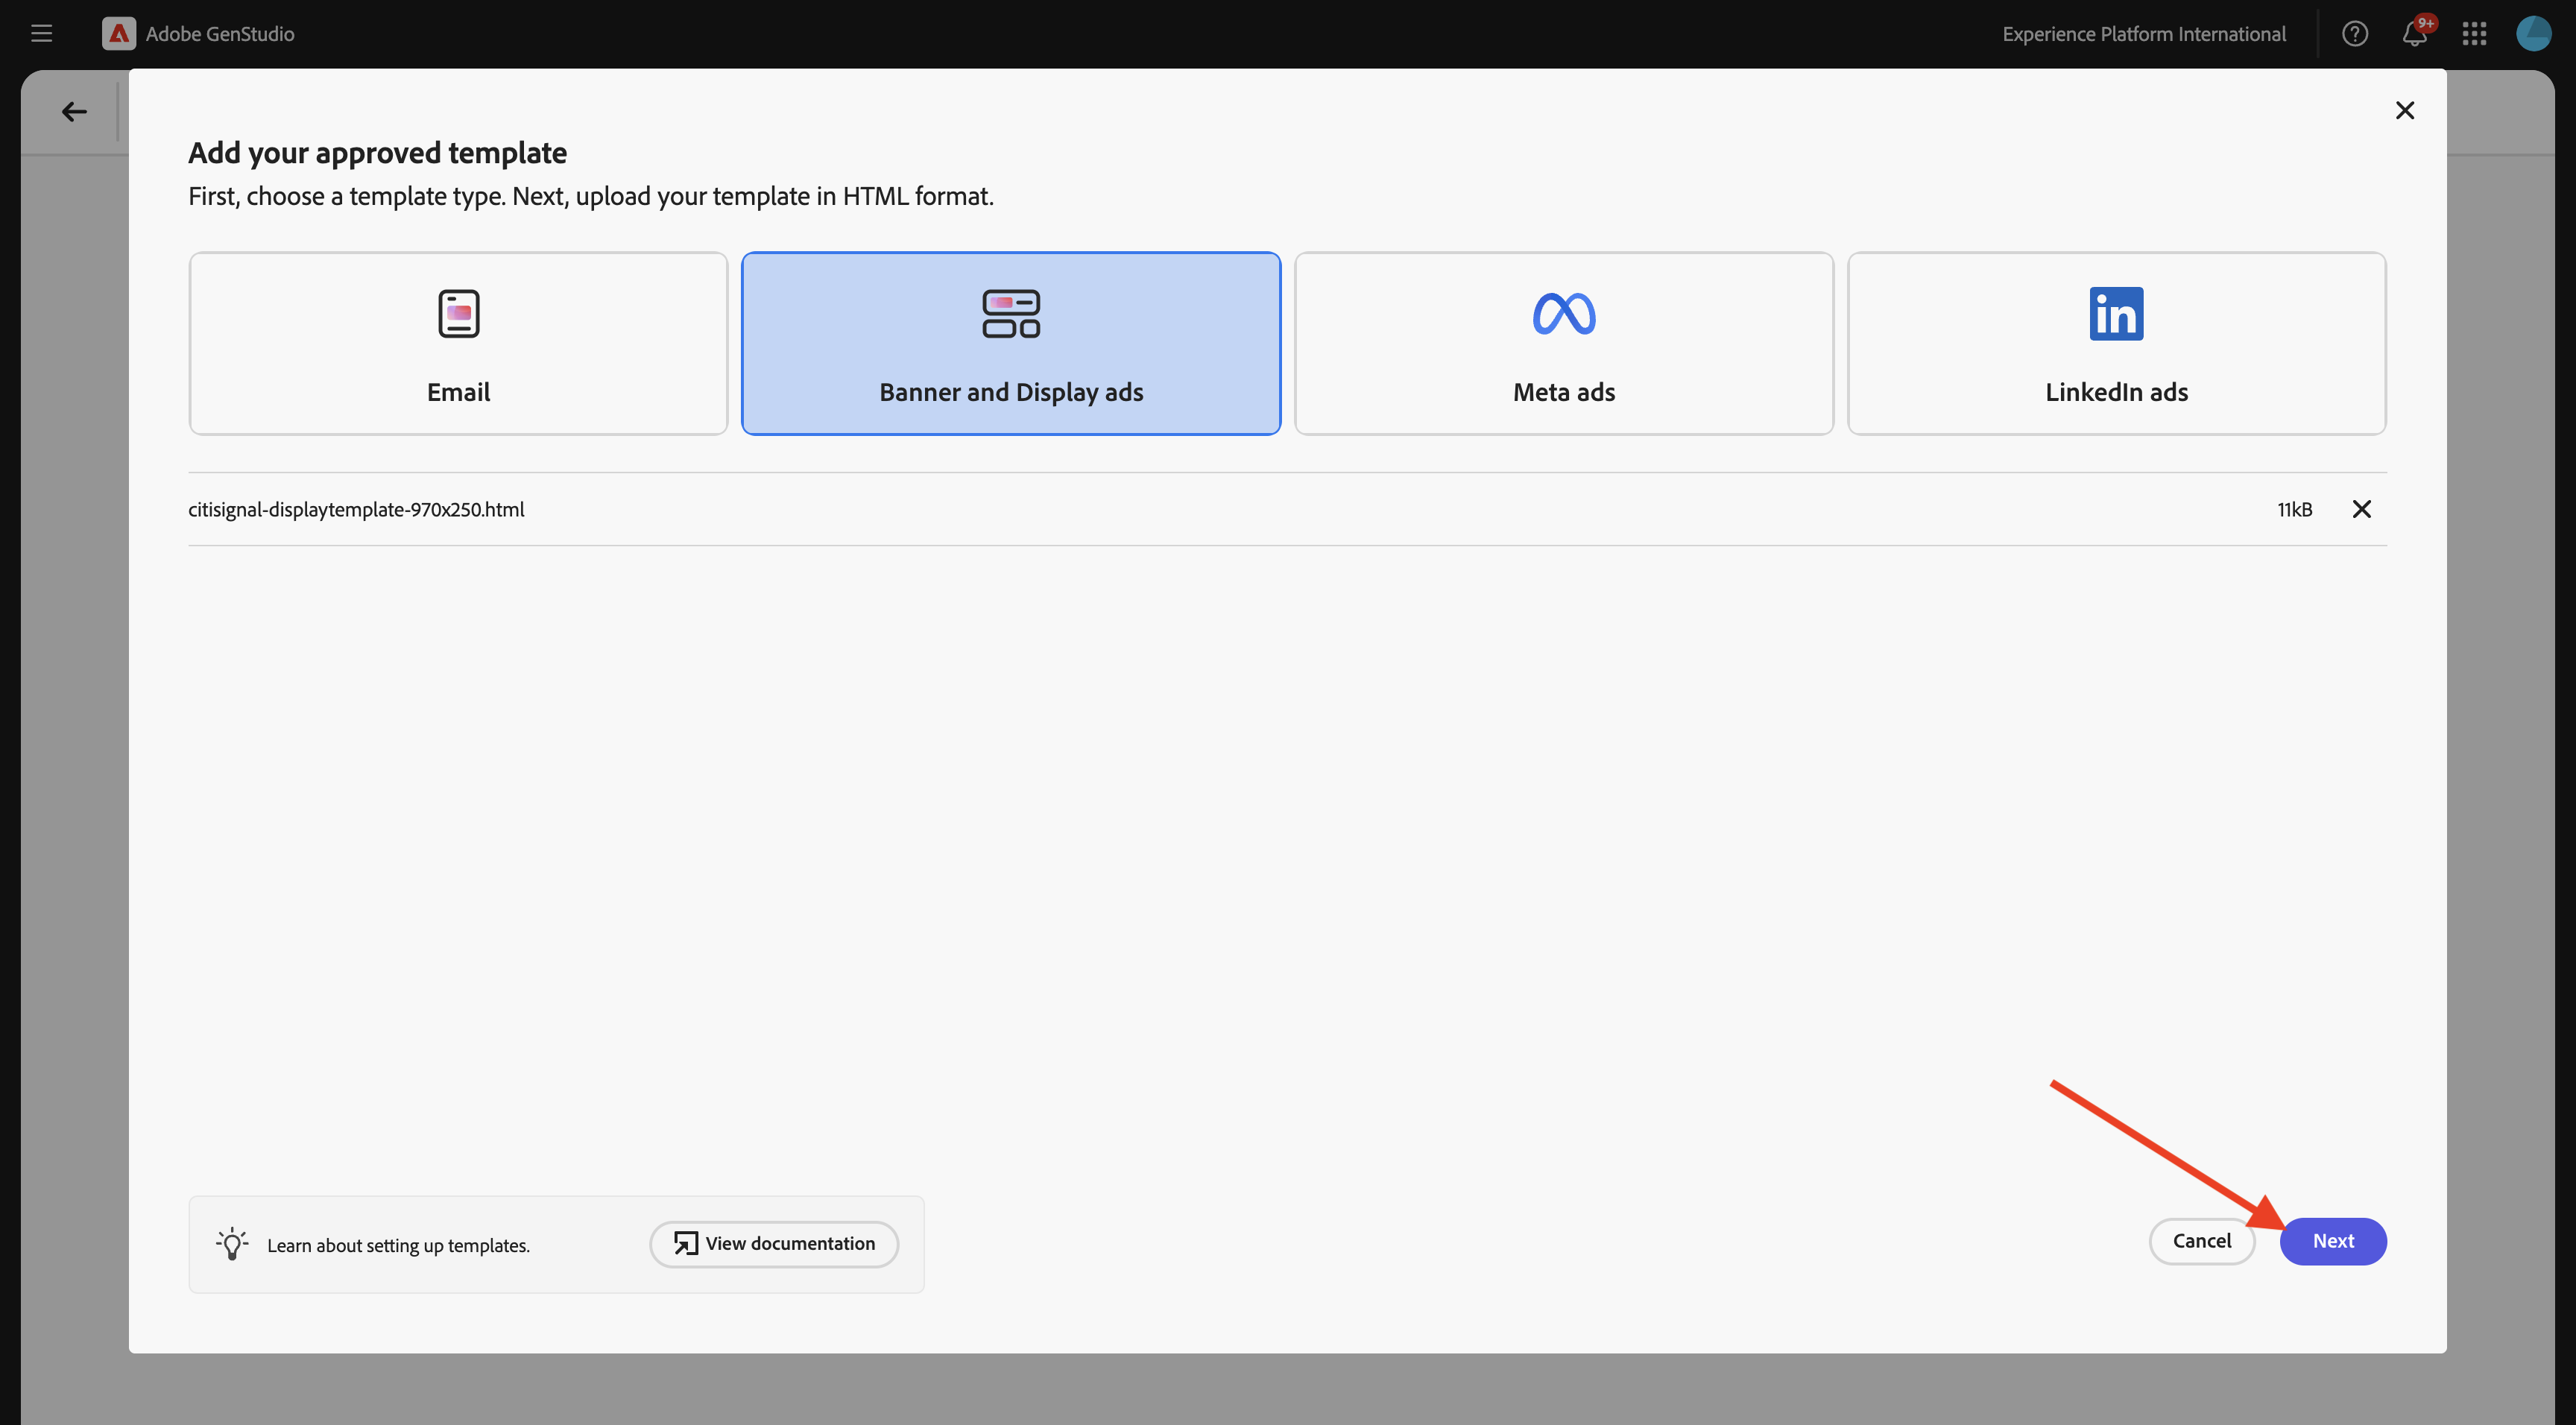 Adobe GenStudio
Experience Platform International
9+
Add your approved template
First, choose a template type. Next, upload your template in HTML format.
Email
Banner and Display ads
Meta ads
in
LinkedIn ads
citisignal-displaytemplate-970x250.html
11kB
Learn about setting up templates.
View documentation
Cancel
Next